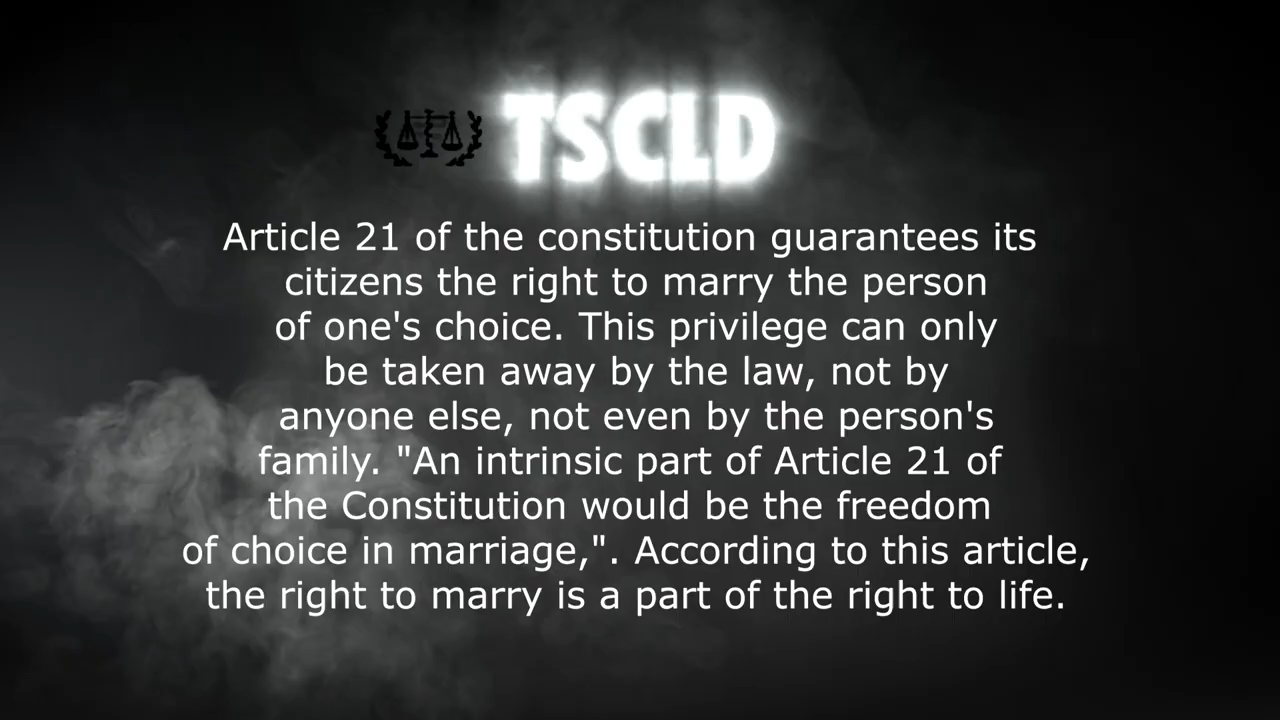 TSCLD
Article 21 of the constitution guarantees its
citizens the right to marry the person
of one's choice. This privilege can only
be taken away by the law, not by
anyone else, not even by the person's
family. "An intrinsic part of Article 21 of
the Constitution would be the freedom
of choice in marriage,". According to this article,
the right to marry is a part of the right to life.